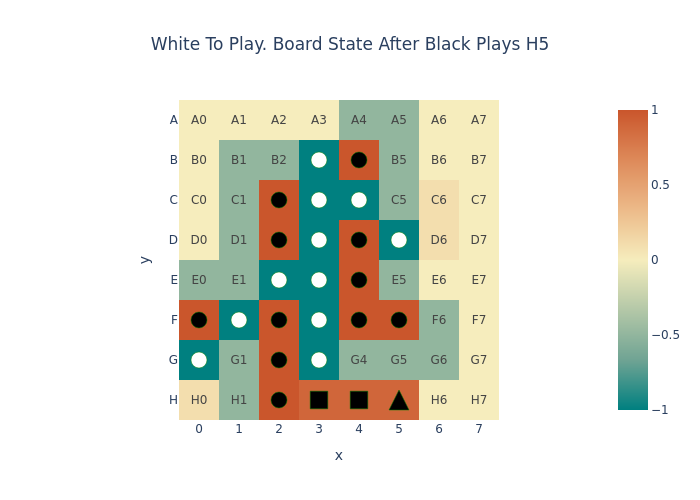 White To Play. Board State After Black Plays H5
A A0 A1 A2 A3 A4 A5 A6 A7
B B0 B1 B2 B5 B6 B7
C C0 C1 C5 C6 C7
D D0 D1 D6 D7
E E0 E1 E5 E6 E7
F F6 F7
G G1 G4 G5 G6 G7
H H0 H1 H6 H7
0 1 2 3 4 5 6 7
x
y
1
0.5
0
−0.5
−1